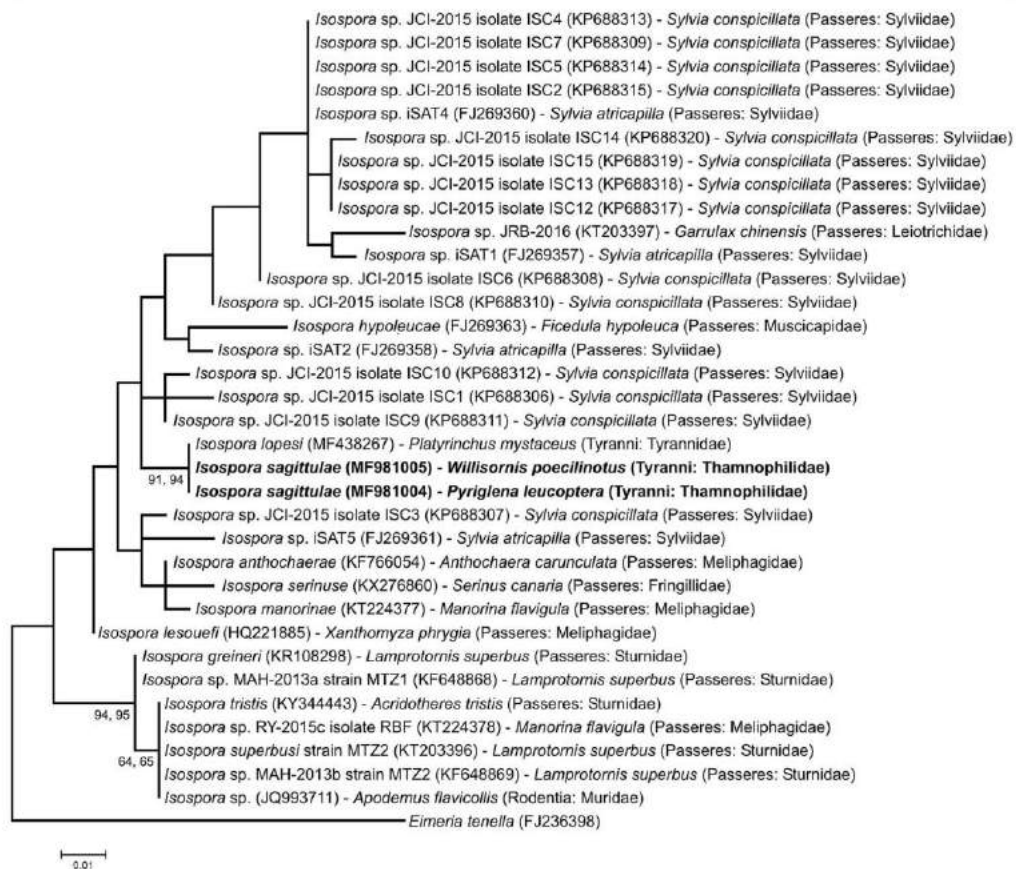 Isospora sp. JCI-2015 isolate ISC4 (KP688313) - Sylvia conspicillata (Passeres: Sylviidae)
Isospora sp. JCI-2015 isolate ISC7 (KP688309) - Sylvia conspicillata (Passeres: Sylviidae)
Isospora sp. JCI-2015 isolate ISC5 (KP688314) - Sylvia conspicillata (Passeres: Sylviidae)
Isospora sp. JCI-2015 isolate ISC2 (KP688315) - Sylvia conspicillata (Passeres: Sylviidae)
Isospora sp. iSAT4 (FJ269360) - Sylvia atricapilla (Passeres: Sylviidae)
Isospora sp. JCI-2015 isolate ISC14 (KP688320) - Sylvia conspicillata (Passeres: Sylviidae)
Isospora sp. JCI-2015 isolate ISC15 (KP688319) - Sylvia conspicillata (Passeres: Sylviidae)
Isospora sp. JCI-2015 isolate ISC13 (KP688318) - Sylvia conspicillata (Passeres: Sylviidae)
Isospora sp. JCI-2015 isolate ISC12 (KP688317) - Sylvia conspicillata (Passeres: Sylviidae)
Isospora sp. JRB-2016 (KT203397) - Garrulax chinensis (Passeres: Leiotrichidae)
Isospora sp. iSAT1 (FJ269357) - Sylvia atricapilla (Passeres: Sylviidae)
Isospora sp. JCI-2015 isolate ISC6 (KP688308) - Sylvia conspicillata (Passeres: Sylviidae)
Isospora sp. JCI-2015 isolate ISC8 (KP688310) - Sylvia conspicillata (Passeres: Sylviidae)
Isospora hypoleucae (FJ269363) - Ficedula hypoleuca (Passeres: Muscicapidae)
Isospora sp. iSAT2 (FJ269358) - Sylvia atricapilla (Passeres: Sylviidae)
Isospora sp. JCI-2015 isolate ISC10 (KP688312) - Sylvia conspicillata (Passeres: Sylviidae)
Isospora sp. JCI-2015 isolate ISC1 (KP688306) - Sylvia conspicillata (Passeres: Sylviidae)
Isospora sp. JCI-2015 isolate ISC9 (KP688311) - Sylvia conspicillata (Passeres: Sylviidae)
Isospora lopesi (MF438267) - Platyrinchus mystaceus (Tyranni: Tyrannidae)
Isospora sagittulae (MF981005) - Willisornis poecilinotus (Tyranni: Thamnophilidae)
91, 94
Isospora sagittulae (MF981004) - Pyriglena leucoptera (Tyranni: Thamnophilidae)
Isospora sp. JCI-2015 isolate ISC3 (KP688307) - Sylvia conspicillata (Passeres: Sylviidae)
Isospora sp. iSAT5 (FJ269361) - Sylvia atricapilla (Passeres: Sylviidae)
Isospora anthochaerae (KF766054) - Anthochaera carunculata (Passeres: Meliphagidae)
Isospora serinuse (KX276860) - Serinus canaria (Passeres: Fringillidae)
Isospora manorinae (KT224377) - Manorina flavigula (Passeres: Meliphagidae)
Isospora lesouefi (HQ221885) - Xanthomyza phrygia (Passeres: Meliphagidae)
Isospora greineri (KR108298) - Lamprotornis superbus (Passeres: Sturnidae)
Isospora sp. MAH-2013a strain MTZ1 (KF648868) - Lamprotornis superbus (Passeres: Sturnidae)
Isospora tristis (KY344443) - Acridotheres tristis (Passeres: Sturnidae)
94, 95
Isospora sp. RY-2015c isolate RBF (KT224378) - Manorina flavigula (Passeres: Meliphagidae)
Isospora superbusi strain MTZ2 (KT203396) - Lamprotornis superbus (Passeres: Sturnidae)
64, 65
Isospora sp. MAH-2013b strain MTZ2 (KF648869) - Lamprotornis superbus (Passeres: Sturnidae)
Isospora sp. (JQ993711) - Apodemus flavicollis (Rodentia: Muridae)
Eimeria tenella (FJ236398)
0.01